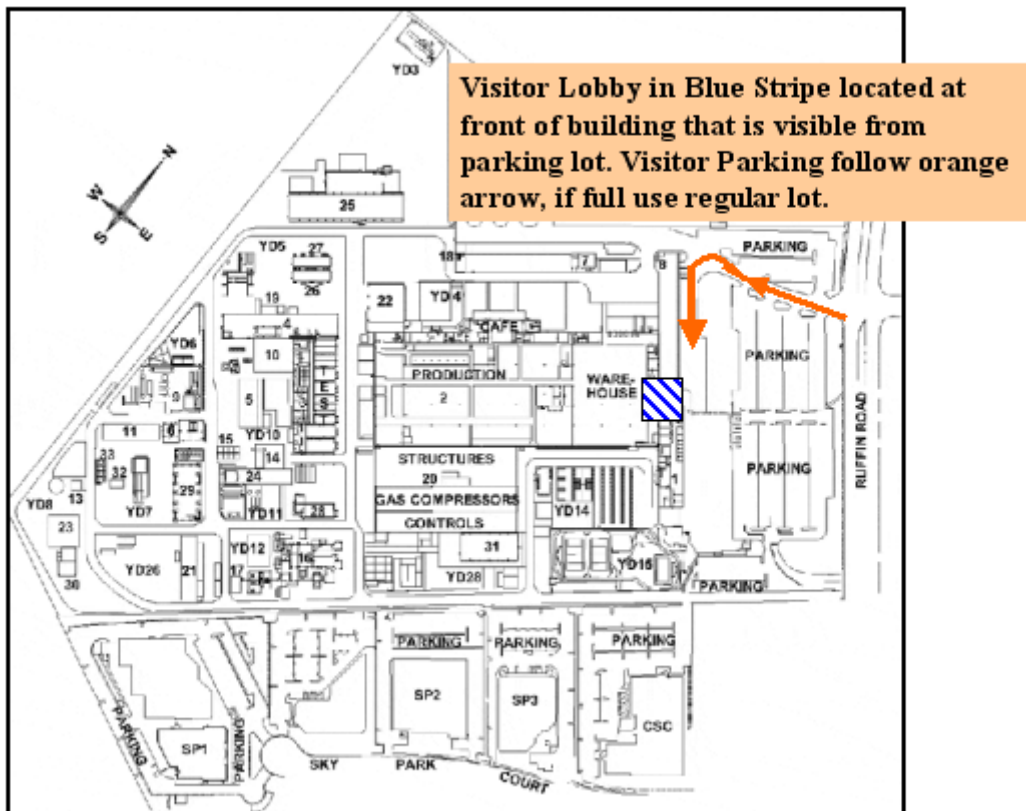 YD3
Visitor Lobby in Blue Stripe located at
front of building that is visible from
parking lot. Visitor Parking follow orange
arrow, if full use regular lot.
N
W
S
E
25
YD5
27
26
18
7
8
PARKING
19
4
22
YD4
CAFE
YD6
10
PRODUCTION
WARE-
HOUSE
PARKING
T
E
S
9
5
2
11
6
15
YD10
14
STRUCTURES
1
PARKING
RUFFIN ROAD
33
32
29
24
29
GAS COMPRESSORS
13
YD8
YD7
YD11
28
CONTROLS
YD14
23
YD12
16
31
YD15
30
YD26
21
17
YD28
PARKING
PARKING
PARKING
PARKING
SP2
SP3
CSC
PARKING
SP1
PARKING
SKY
PARK
COURT